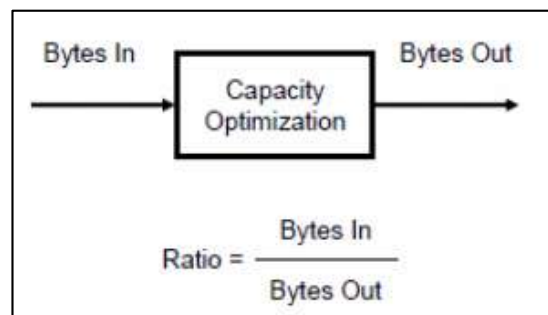 Bytes In
Bytes Out
Capacity
Optimization
Bytes In
Ratio =
Bytes Out